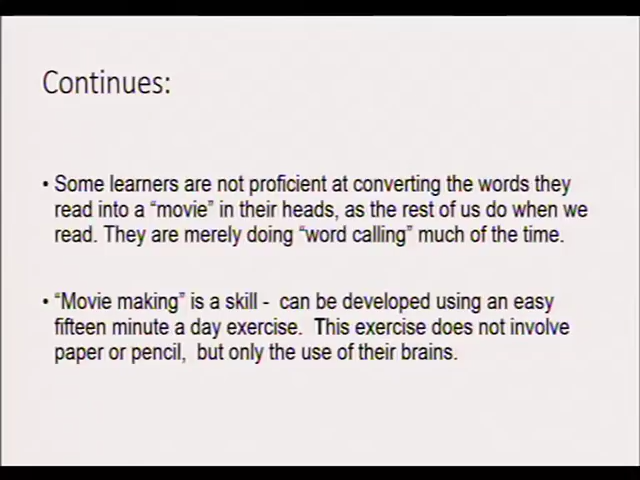 Continues:
• Some learners are not proficient at converting the words they
read into a “movie” in their heads, as the rest of us do when we
read. They are merely doing “word calling” much of the time.
• “Movie making” is a skill - can be developed using an easy
fifteen minute a day exercise. This exercise does not involve
paper or pencil, but only the use of their brains.